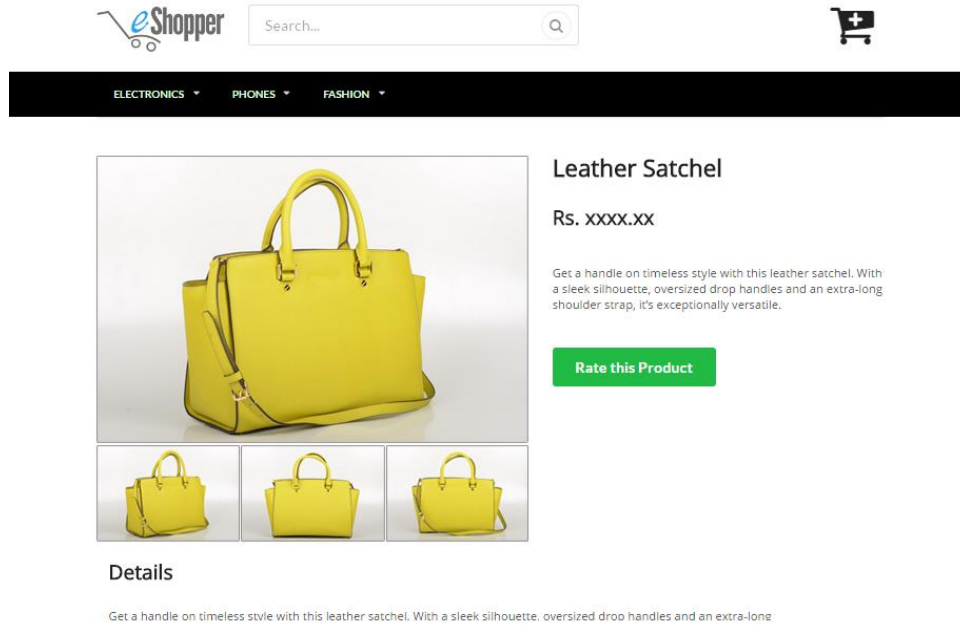 eShopper
Search...
ELECTRONICS PHONES FASHION
Leather Satchel
Rs. xxxx.xx
Get a handle on timeless style with this leather satchel. With
a sleek silhouette, oversized drop handles and an extra-long
shoulder strap, it's exceptionally versatile.
Rate this Product
Details
Get a handle on timeless style with this leather satchel. With a sleek silhouette, oversized drop handles and an extra-long